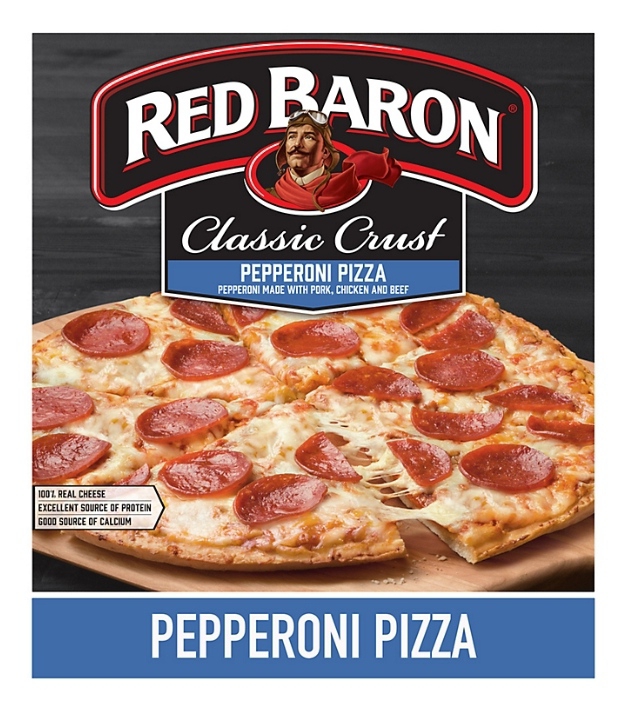 RED BARON®
Classic Crust
PEPPERONI PIZZA
PEPPERONI MADE WITH PORK, CHICKEN AND BEEF
100% REAL CHEESE
EXCELLENT SOURCE OF PROTEIN
GOOD SOURCE OF CALCIUM
PEPPERONI PIZZA